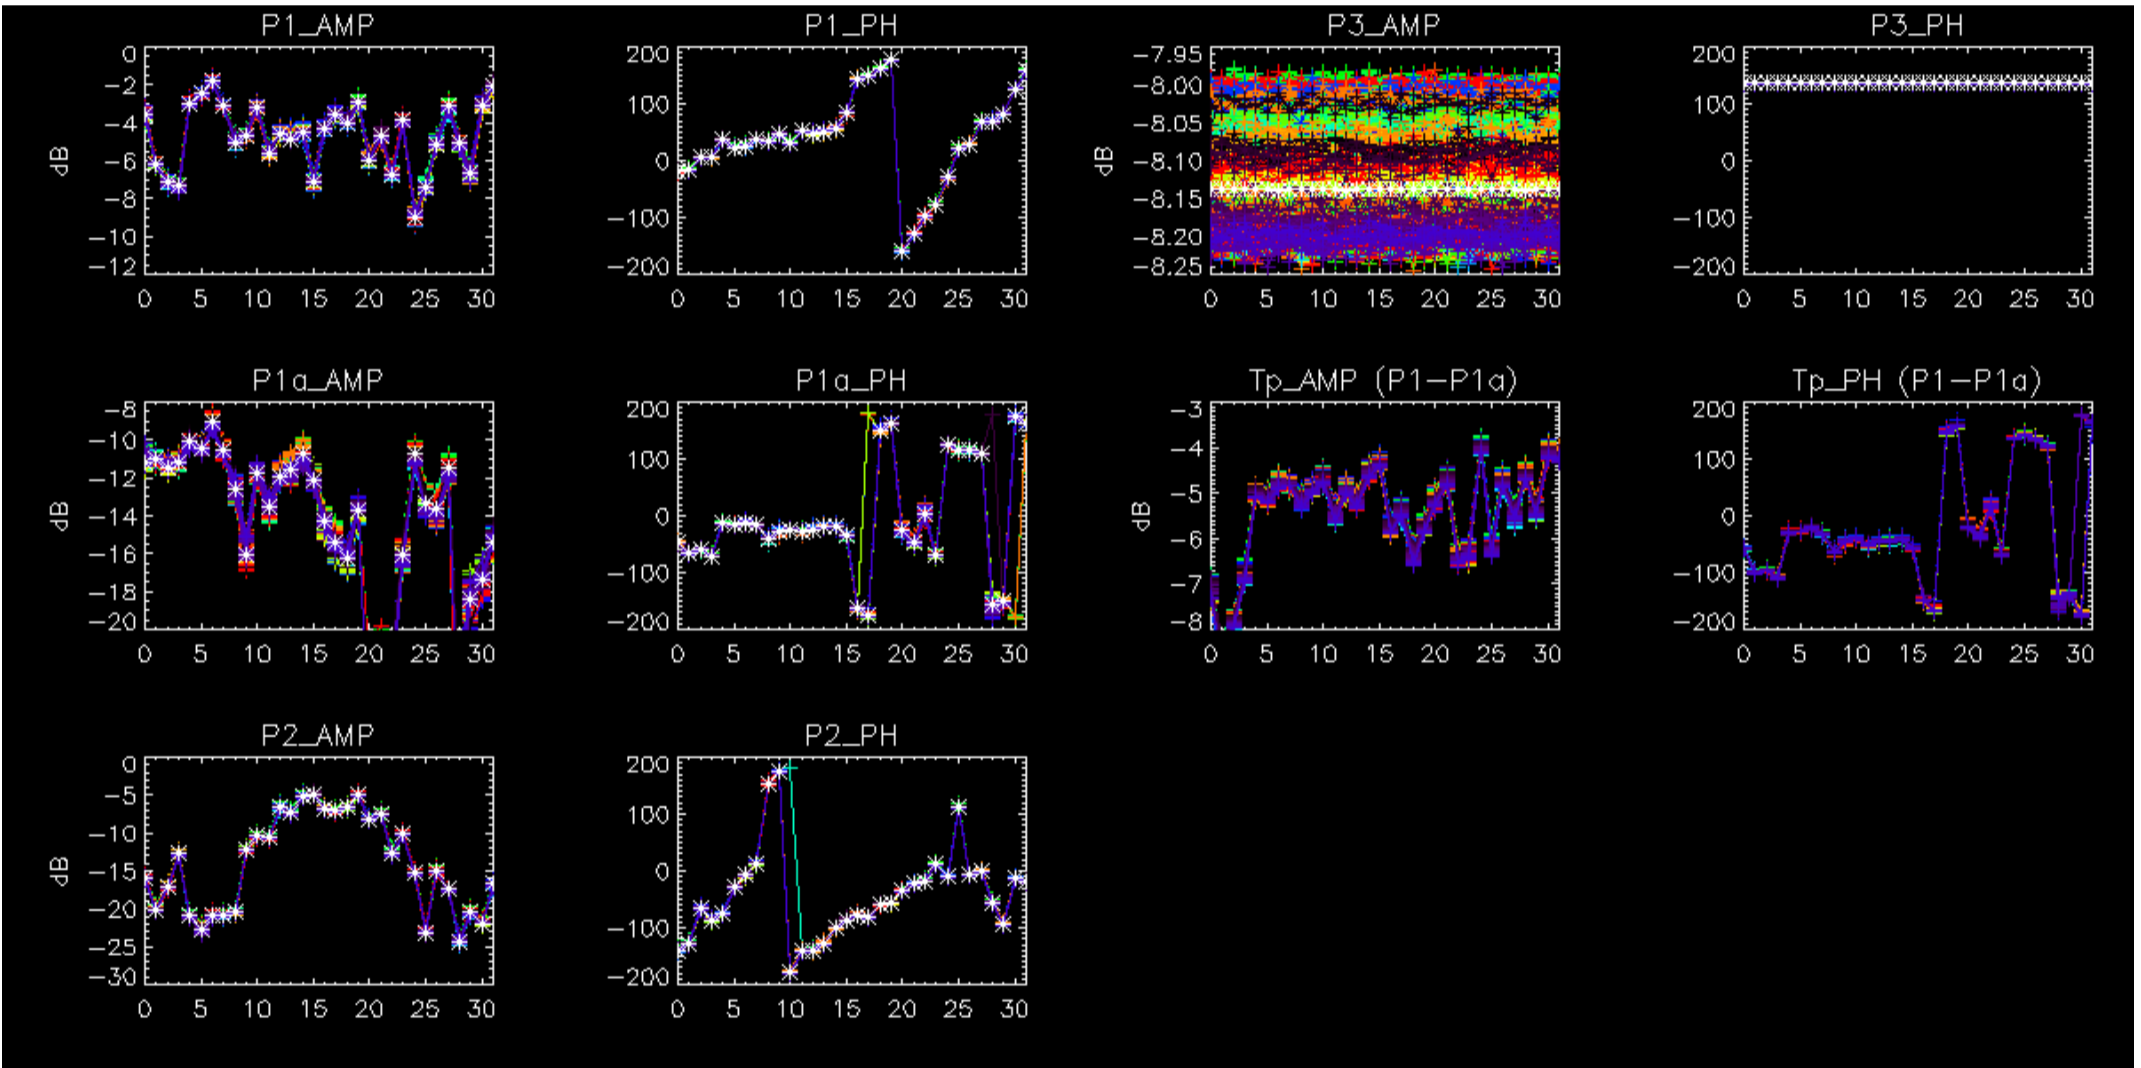 P1_AMP
dB
0
−2
−4
−6
−8
−10
−12
0 5 10 15 20 25 30
P1_PH
200
100
0
−100
−200
0 5 10 15 20 25 30
P3_AMP
dB
−7.95
−8.00
−8.05
−8.10
−8.15
−8.20
−8.25
0 5 10 15 20 25 30
P3_PH
200
100
0
−100
−200
0 5 10 15 20 25 30
P1a_AMP
dB
−8
−10
−12
−14
−16
−18
−20
0 5 10 15 20 25 30
P1a_PH
200
100
0
−100
−200
0 5 10 15 20 25 30
Tp_AMP (P1−P1a)
dB
−3
−4
−5
−6
−7
−8
0 5 10 15 20 25 30
Tp_PH (P1−P1a)
200
100
0
−100
−200
0 5 10 15 20 25 30
P2_AMP
dB
0
−5
−10
−15
−20
−25
−30
0 5 10 15 20 25 30
P2_PH
200
100
0
−100
−200
0 5 10 15 20 25 30